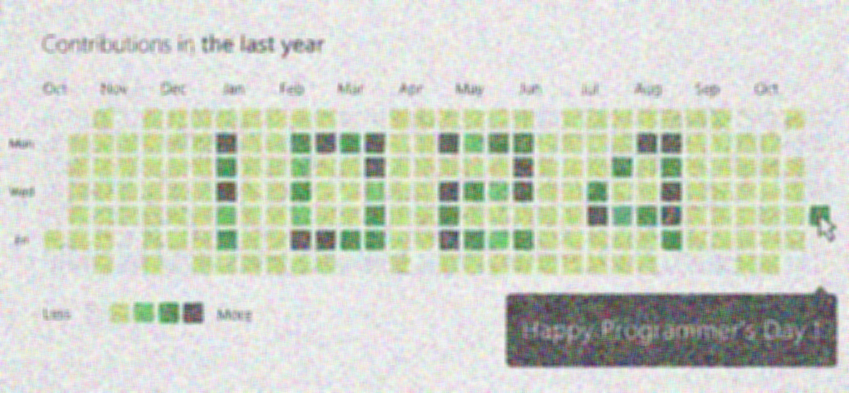 Contributions in the last year
Oct Nov Dec Jan Feb Mar Apr May Jun Jul Aug Sep Oct
Mon
Wed
Fri
1024
Less More
Happy Programmer's Day !